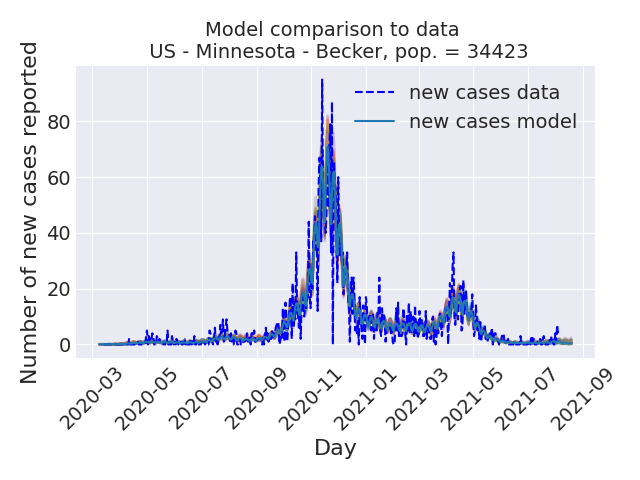 Model comparison to data
US - Minnesota - Becker, pop. = 34423
Number of new cases reported
80
60
40
20
0
new cases data
new cases model
2020-03
2020-05
2020-07
2020-09
2020-11
2021-01
2021-03
2021-05
2021-07
2021-09
Day